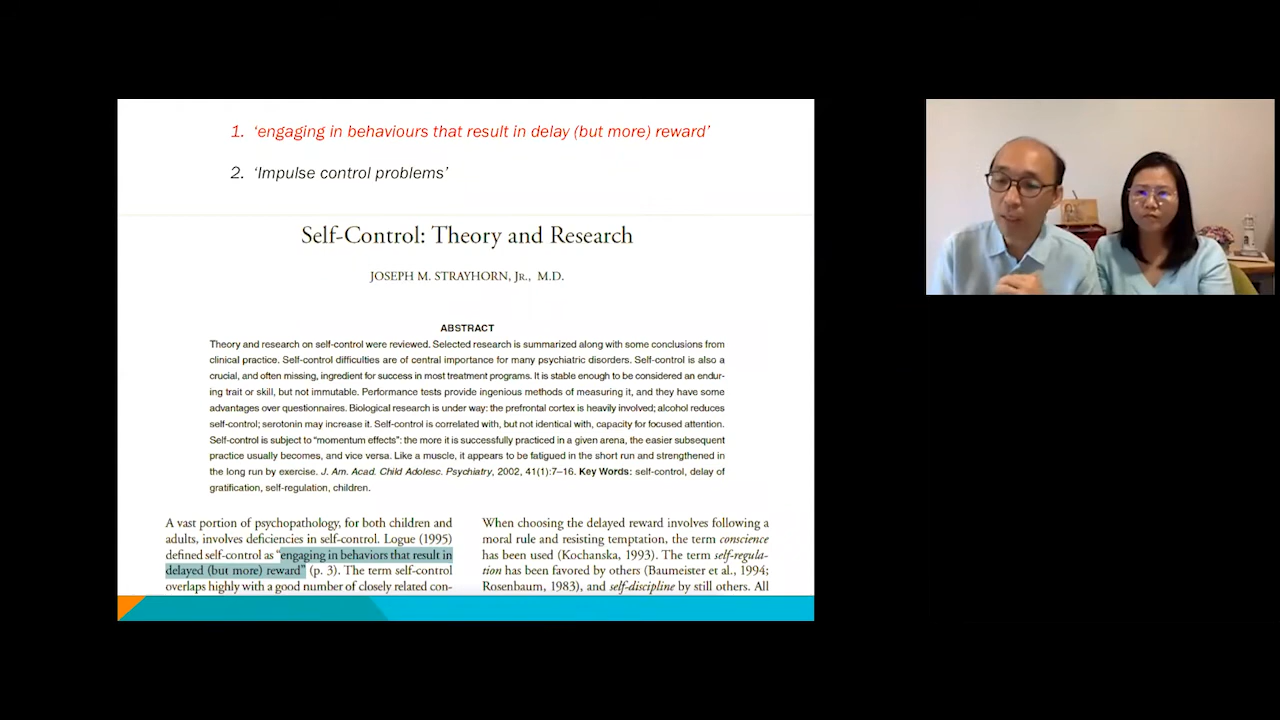 1. ‘engaging in behaviours that result in delay (but more) reward’
2. ‘Impulse control problems’
Self-Control: Theory and Research
JOSEPH M. STRAYHORN, JR., M.D.
ABSTRACT
Theory and research on self-control were reviewed. Selected research is summarized along with some conclusions from
clinical practice. Self-control difficulties are of central importance for many psychiatric disorders. Self-control is also a
crucial, and often missing, ingredient for success in most treatment programs. It is stable enough to be considered an endur-
ing trait or skill, but not immutable. Performance tests provide ingenious methods of measuring it, and they have some
advantages over questionnaires. Biological research is under way: the prefrontal cortex is heavily involved; alcohol reduces
self-control; serotonin may increase it. Self-control is correlated with, but not identical with, capacity for focused attention.
Self-control is subject to “momentum effects”: the more it is successfully practiced in a given arena, the easier subsequent
practice usually becomes, and vice versa. Like a muscle, it appears to be fatigued in the short run and strengthened in
the long run by exercise. J. Am. Acad. Child Adolesc. Psychiatry, 2002, 41(1):7–16. Key Words: self-control, delay of
gratification, self-regulation, children.
A vast portion of psychopathology, for both children and
adults, involves deficiencies in self-control. Logue (1995)
defined self-control as “engaging in behaviors that result in
delayed (but more) reward” (p. 3). The term self-control
overlaps highly with a good number of closely related con-
When choosing the delayed reward involves following a
moral rule and resisting temptation, the term conscience
has been used (Kochanska, 1993). The term self-regula-
tion has been favored by others (Baumeister et al., 1994;
Rosenbaum, 1983), and self-discipline by still others. All